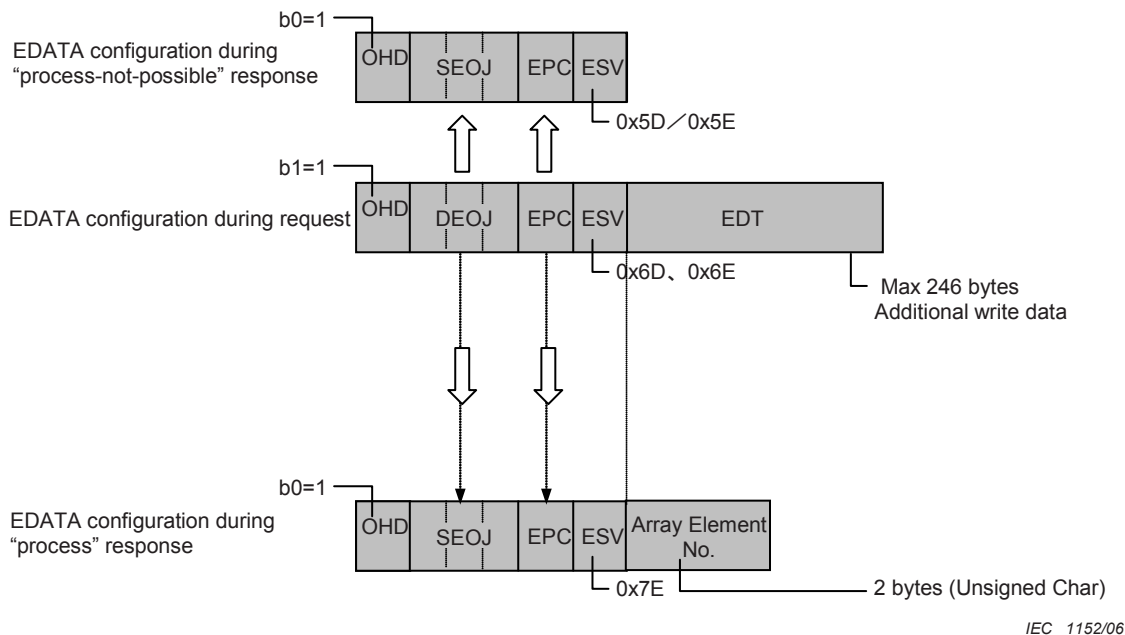 b0=1
EDATA configuration during
“process-not-possible” response
OHD SEOJ EPC ESV
0x5D／0x5E
b1=1
EDATA configuration during request
OHD DEOJ EPC ESV EDT
0x6D、0x6E
Max 246 bytes
Additional write data
b0=1
EDATA configuration during
“process” response
OHD SEOJ EPC ESV Array Element
No.
0x7E
2 bytes (Unsigned Char)
IEC 1152/06